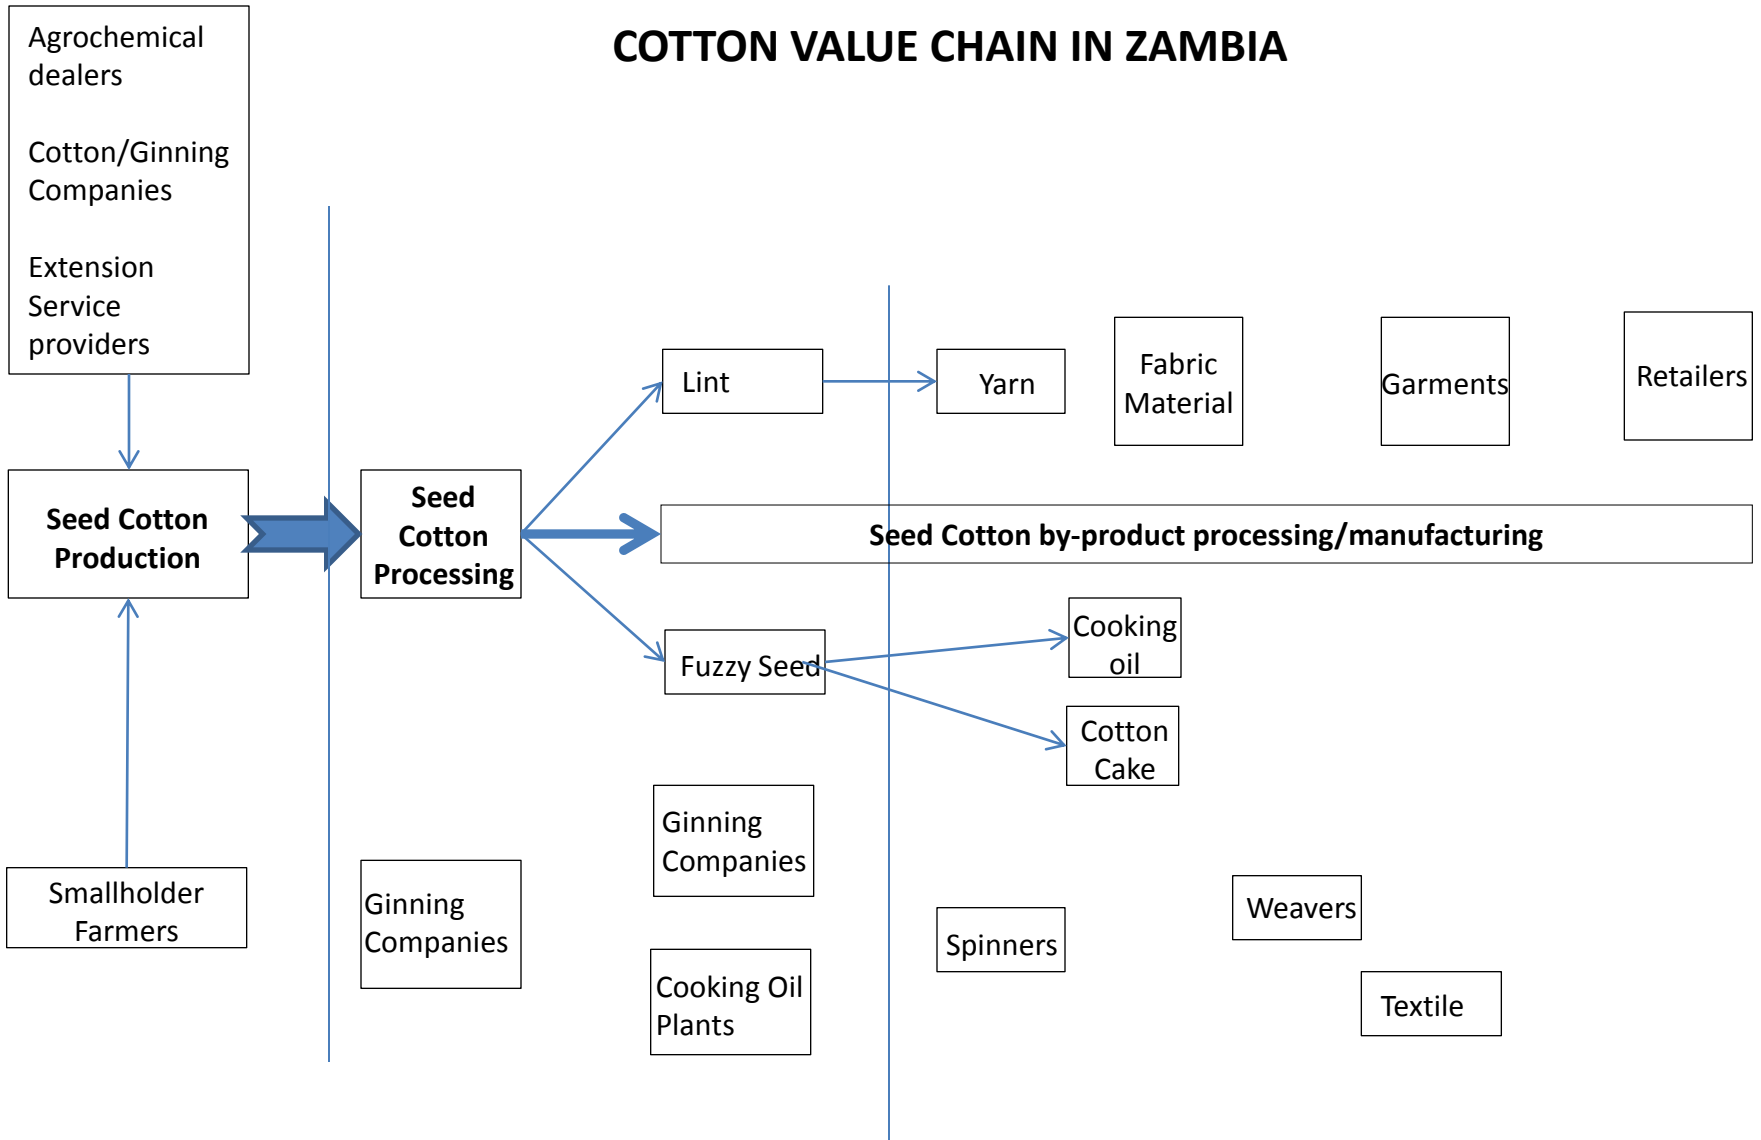 COTTON VALUE CHAIN IN ZAMBIA
Agrochemical
dealers
Cotton/Ginning
Companies
Extension
Service
providers
Lint
Yarn
Fabric
Material
Garments
Retailers
Seed Cotton
Production
Seed
Cotton
Processing
Seed Cotton by-product processing/manufacturing
Fuzzy Seed
Cooking
oil
Cotton
Cake
Smallholder
Farmers
Ginning
Companies
Ginning
Companies
Cooking Oil
Plants
Spinners
Weavers
Textile